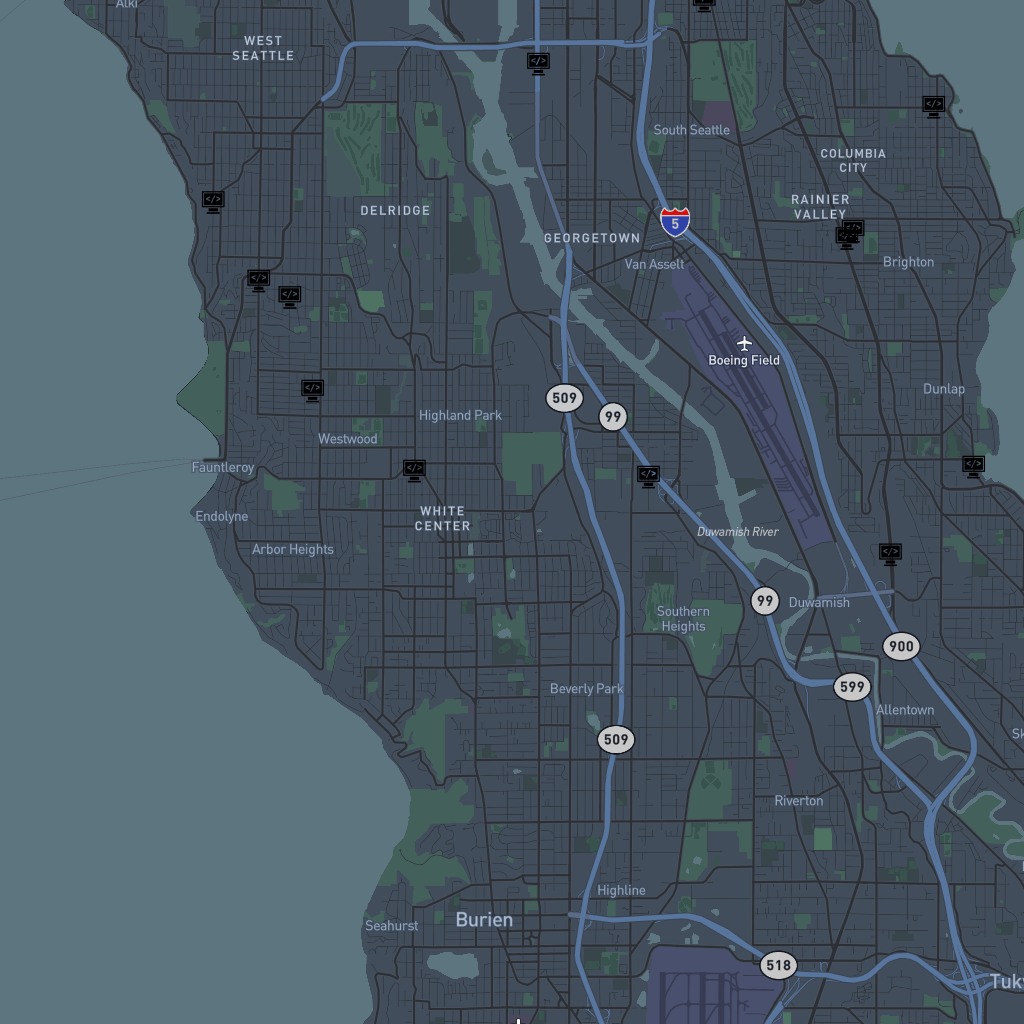 Alki
WEST
SEATTLE
</>
</>
South Seattle
COLUMBIA
CITY
</>
DELRIDGE
RAINIER
VALLEY
5
GEORGETOWN
</>
</>
Van Asselt
Brighton
</>
</>
Boeing Field
</>
509
99
Dunlap
Highland Park
Westwood
Fauntleroy
</>
</>
</>
Endolyne
WHITE
CENTER
Duwamish River
Arbor Heights
</>
99
Duwamish
Southern
Heights
900
599
Beverly Park
Allentown
509
Sk
Riverton
Highline
Seahurst
Burien
518
Tukw